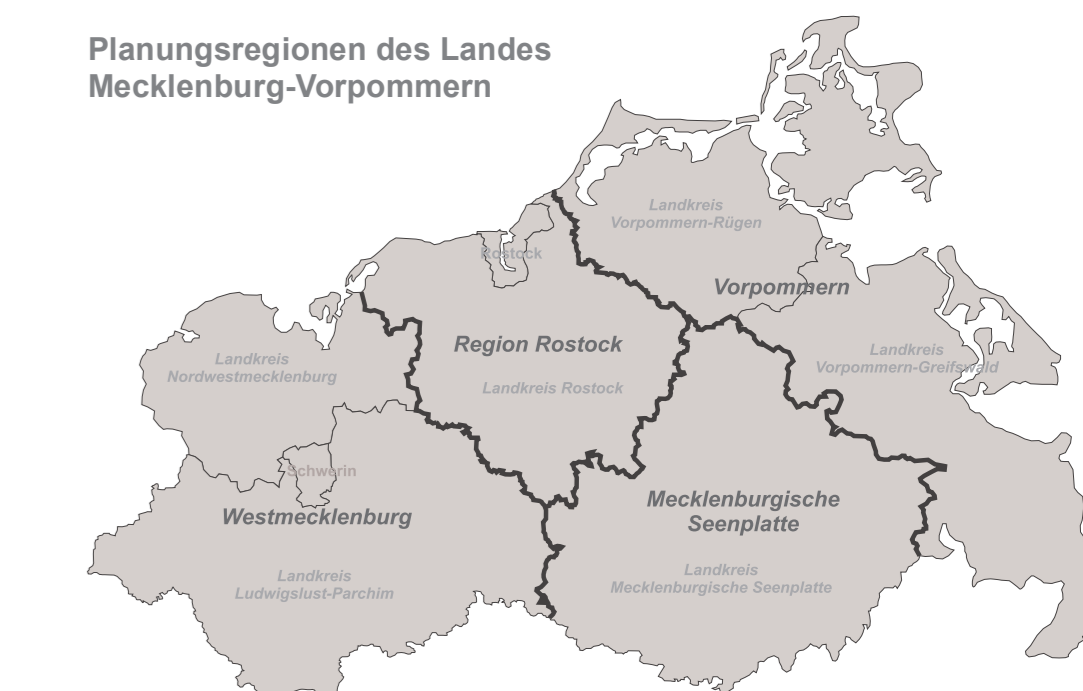 Planungsregionen des Landes
Mecklenburg-Vorpommern
Landkreis
Vorpommern-Rügen
Rostock
Vorpommern
Region Rostock
Landkreis
Vorpommern-Greifswald
Landkreis
Nordwestmecklenburg
Landkreis Rostock
Schwerin
Mecklenburgische
Seenplatte
Westmecklenburg
Landkreis
Mecklenburgische Seenplatte
Landkreis
Ludwigslust-Parchim